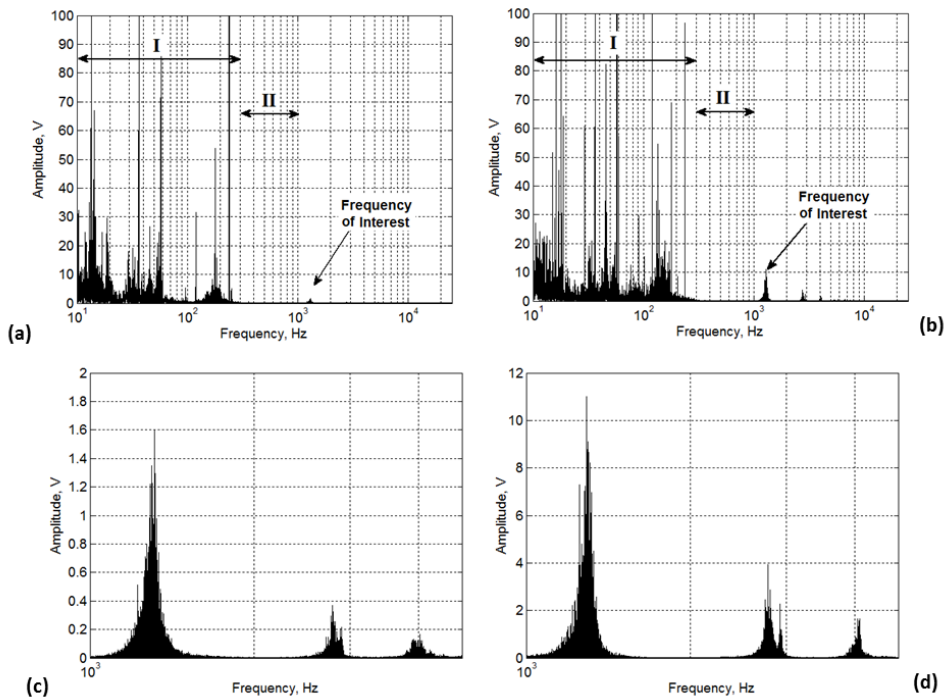 100
90
80
70
60
50
40
30
20
10
0
Amplitude, V
I
II
Frequency
of Interest
10¹
10²
10³
10⁴
Frequency, Hz
(a)
100
90
80
70
60
50
40
30
20
10
0
Amplitude, V
I
II
Frequency
of Interest
10¹
10²
10³
10⁴
Frequency, Hz
(b)
2
1.8
1.6
1.4
1.2
1
0.8
0.6
0.4
0.2
0
Amplitude, V
10³
Frequency, Hz
(c)
12
10
8
6
4
2
0
Amplitude, V
10³
Frequency, Hz
(d)